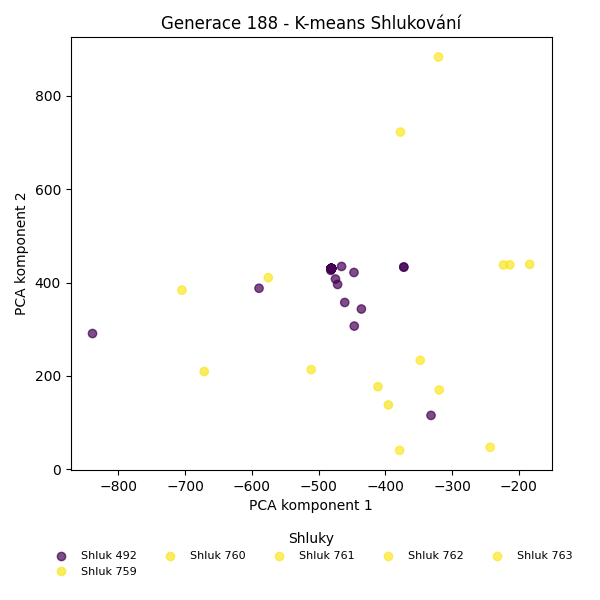 Generace 188 - K-means Shlukování
PCA komponent 2
800
600
400
200
0
−800 −700 −600 −500 −400 −300 −200
PCA komponent 1
Shluky
Shluk 492 Shluk 760 Shluk 761 Shluk 762 Shluk 763
Shluk 759